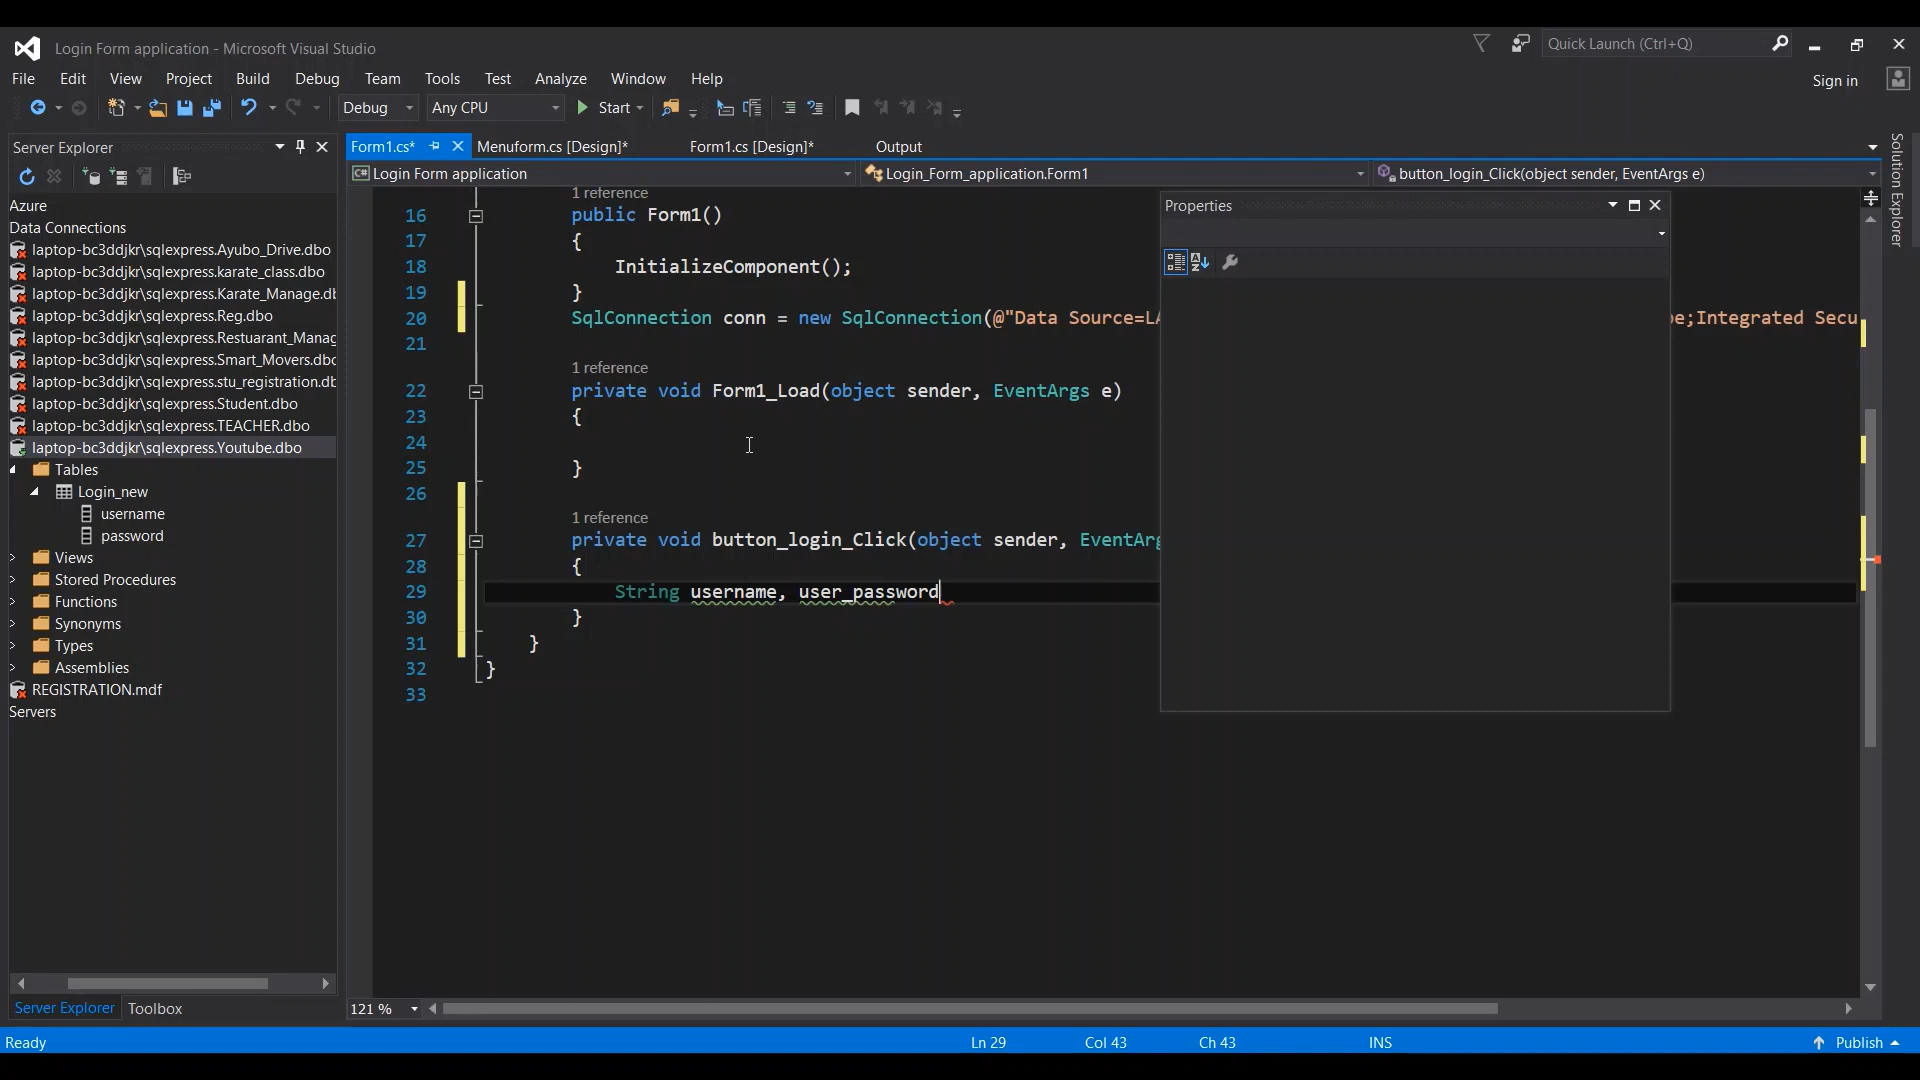 Login Form application - Microsoft Visual Studio
Quick Launch (Ctrl+Q)
File Edit View Project Build Debug Team Tools Test Analyze Window Help
Sign in
Debug Any CPU Start
Server Explorer
Form1.cs* Menuform.cs [Design]* Form1.cs [Design]* Output
Login Form application Login_Form_application.Form1 button_login_Click(object sender, EventArgs e)
Solution Explorer
Azure
Data Connections
laptop-bc3ddjkr\sqlexpress.Ayubo_Drive.dbo
laptop-bc3ddjkr\sqlexpress.karate_class.dbo
laptop-bc3ddjkr\sqlexpress.Karate_Manage.db
laptop-bc3ddjkr\sqlexpress.Reg.dbo
laptop-bc3ddjkr\sqlexpress.Restuarant_Manag
laptop-bc3ddjkr\sqlexpress.Smart_Movers.dbo
laptop-bc3ddjkr\sqlexpress.stu_registration.db
laptop-bc3ddjkr\sqlexpress.Student.dbo
laptop-bc3ddjkr\sqlexpress.TEACHER.dbo
laptop-bc3ddjkr\sqlexpress.Youtube.dbo
Tables
Login_new
username
password
Views
Stored Procedures
Functions
Synonyms
Types
Assemblies
REGISTRATION.mdf
Servers
Server Explorer Toolbox
1 reference
16 public Form1()
17 {
18 InitializeComponent();
19 }
20 SqlConnection conn = new SqlConnection(@"Data Source=LA e;Integrated Secu
21
1 reference
22 private void Form1_Load(object sender, EventArgs e)
23 {
24
25 }
26
1 reference
27 private void button_login_Click(object sender, EventArg
28 {
29 String username, user_password
30 }
31 }
32 }
33
Properties
121 %
Ready Ln 29 Col 43 Ch 43 INS Publish